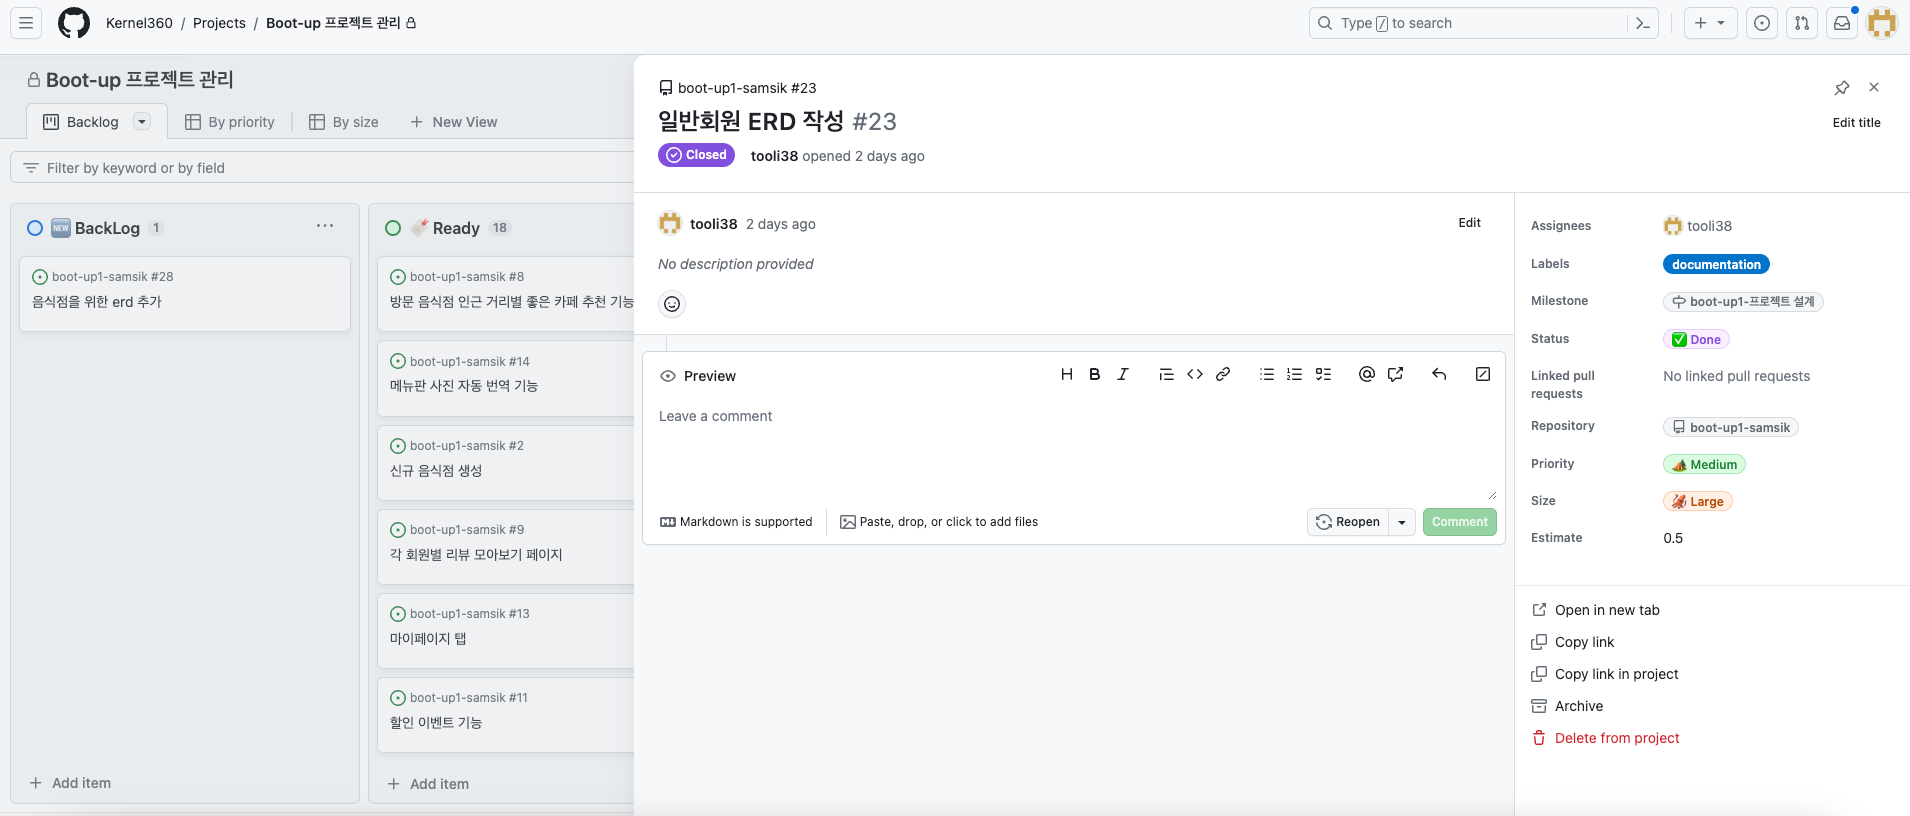 Kernel360 / Projects / Boot-up 프로젝트 관리
Type / to search
Boot-up 프로젝트 관리
Backlog
By priority
By size
New View
Filter by keyword or by field
NEW BackLog 1
boot-up1-samsik #28
음식점을 위한 erd 추가
Add item
Ready 18
boot-up1-samsik #8
방문 음식점 인근 거리별 좋은 카페 추천 기능
boot-up1-samsik #14
메뉴판 사진 자동 번역 기능
boot-up1-samsik #2
신규 음식점 생성
boot-up1-samsik #9
각 회원별 리뷰 모아보기 페이지
boot-up1-samsik #13
마이페이지 탭
boot-up1-samsik #11
할인 이벤트 기능
Add item
boot-up1-samsik #23
일반회원 ERD 작성 #23
Edit title
Closed
tooli38 opened 2 days ago
tooli38 2 days ago
Edit
No description provided
Preview
Leave a comment
Markdown is supported
Paste, drop, or click to add files
Reopen
Comment
Assignees
tooli38
Labels
documentation
Milestone
boot-up1-프로젝트 설계
Status
Done
Linked pull
requests
No linked pull requests
Repository
boot-up1-samsik
Priority
Medium
Size
Large
Estimate
0.5
Open in new tab
Copy link
Copy link in project
Archive
Delete from project